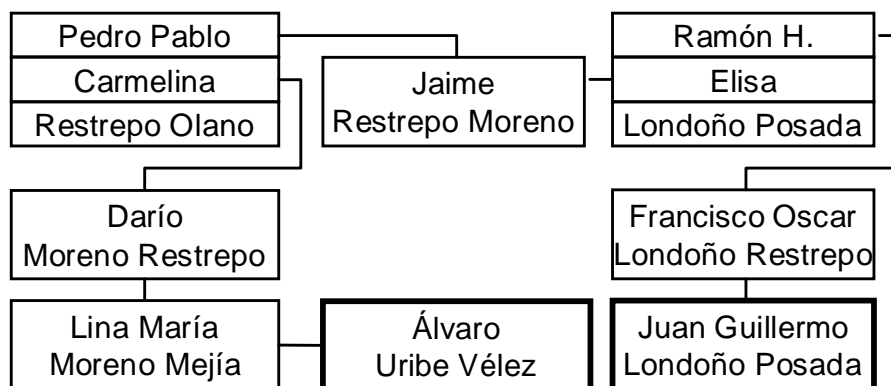 Pedro Pablo
Carmelina
Restrepo Olano
Jaime
Restrepo Moreno
Ramón H.
Elisa
Londoño Posada
Darío
Moreno Restrepo
Francisco Oscar
Londoño Restrepo
Lina María
Moreno Mejía
Álvaro
Uribe Vélez
Juan Guillermo
Londoño Posada